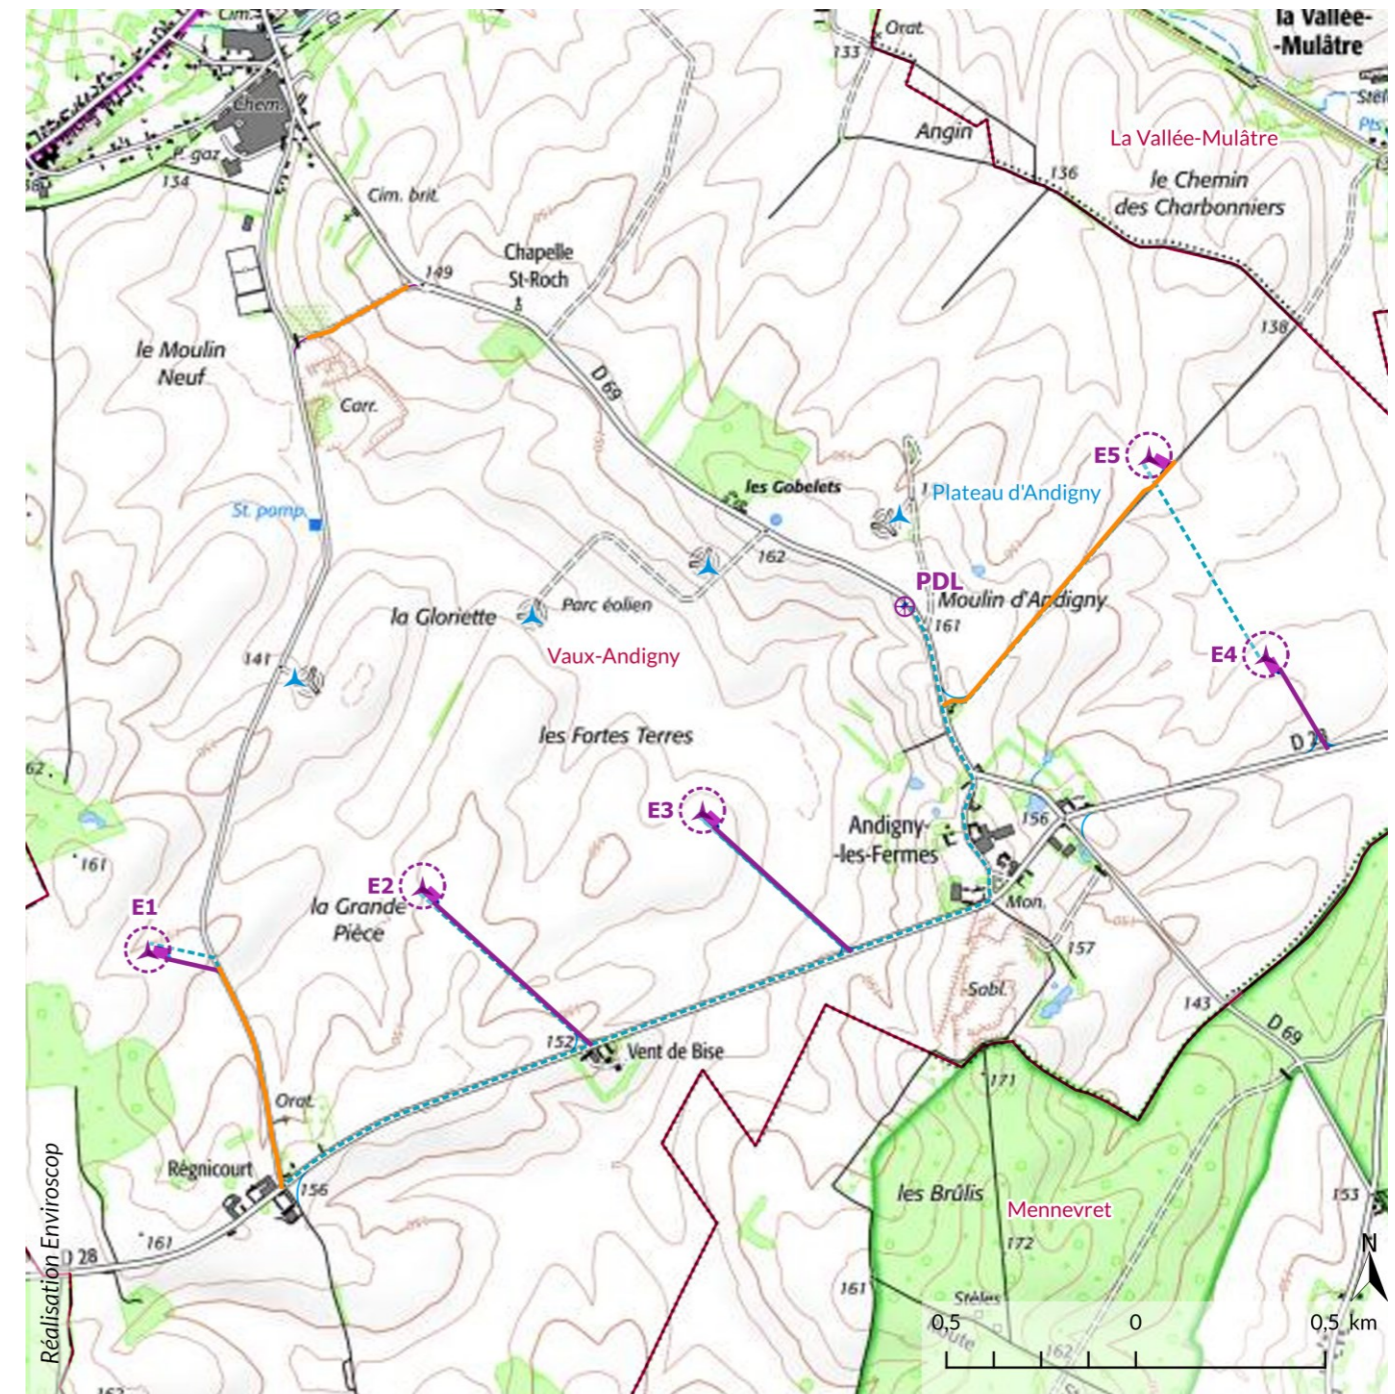 Cim.
la Vallée-
-Mulâtre
Orat.
133
Chem.
Angin
La Vallée-Mulâtre
P. gaz
134
136
le Chemin
des Charbonniers
Cim. brit.
Chapelle
St-Roch
149
138
le Moulin
Neuf
D 69
Carr.
150
E5
les Gobelets
Plateau d'Andigny
St. pomp.
162
PDL
Moulin d'Andigny
161
la Gloriette
Parc éolien
Vaux-Andigny
E4
141
les Fortes Terres
E3
Andigny-
-les-Fermes
156
161
E2
la Grande
Pièce
E1
Mon.
157
Sabl.
143
D 69
152
Vent de Bise
171
Orat.
Régnicourt
156
les Brûlis
Mennevret
153
161
D 28
172
N
161
Stèles
Route
162
0,5
0
0,5 km
Réalisation Enviroscop